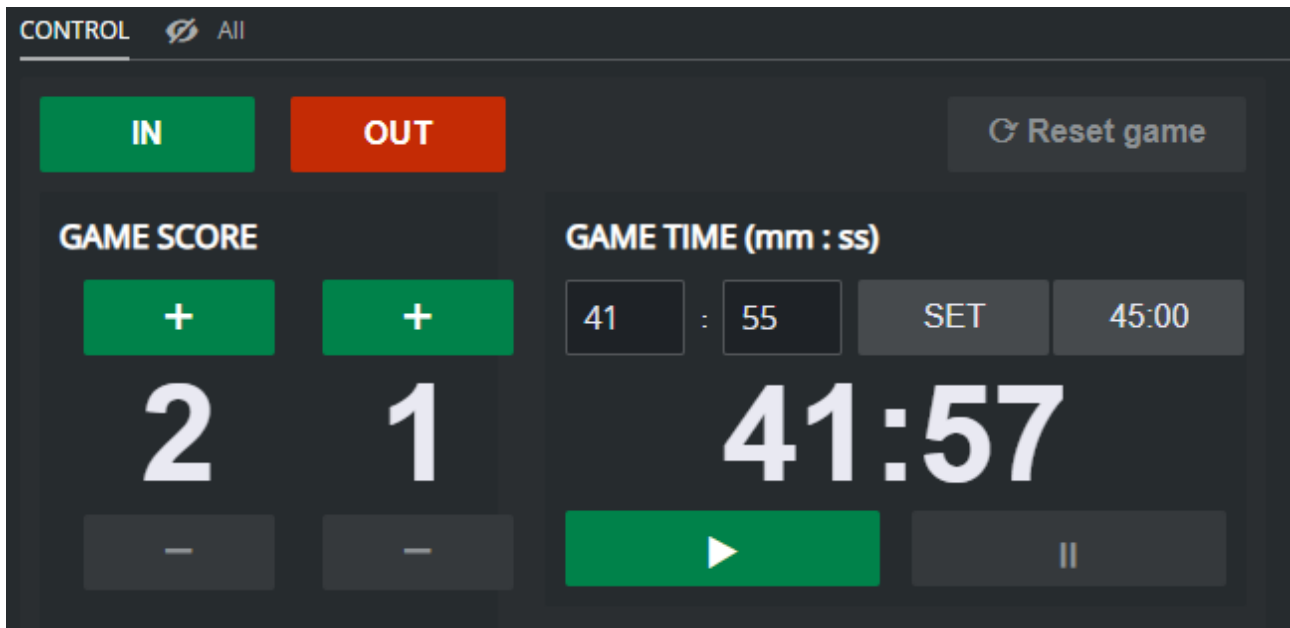 CONTROL All
IN OUT Reset game
GAME SCORE GAME TIME (mm : ss)
+ + 41 : 55 SET 45:00
2 1 41:57
− −